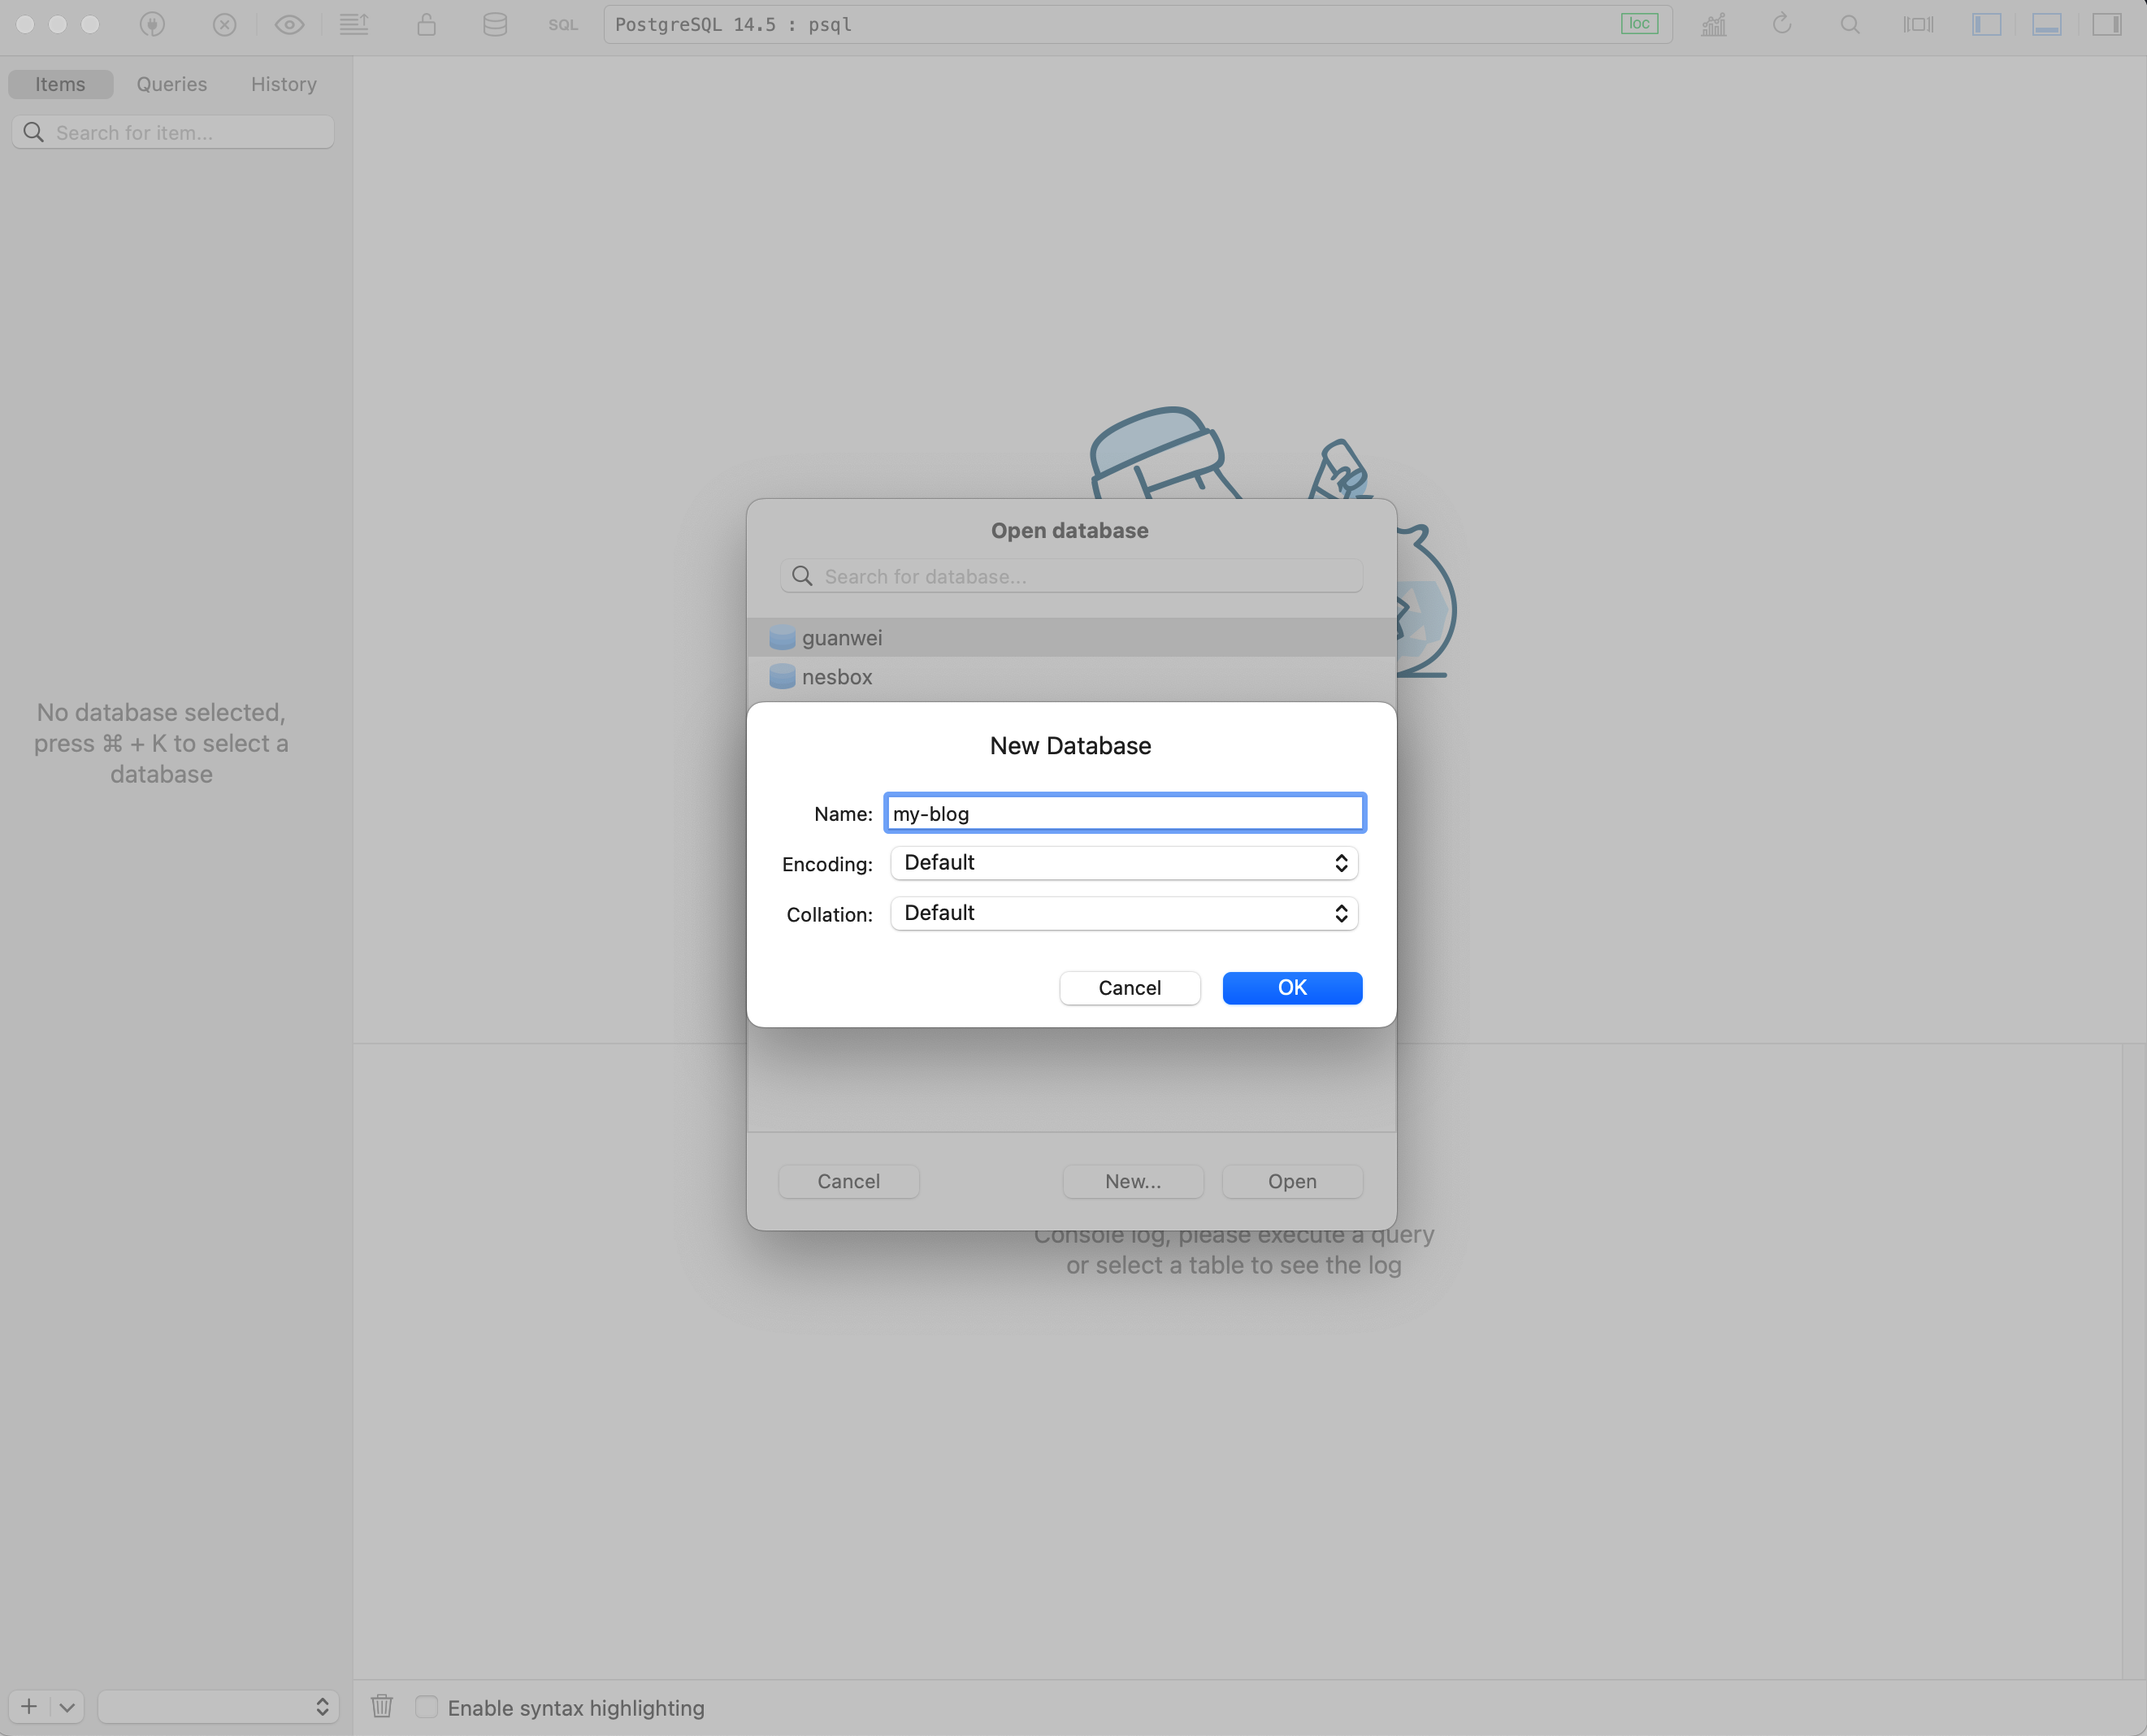 SQL
PostgreSQL 14.5 : psql
loc
Items
Queries
History
Search for item...
No database selected,
press ⌘ + K to select a
database
Open database
Search for database...
guanwei
nesbox
New Database
Name:
my-blog
Encoding:
Default
Collation:
Default
Cancel
OK
Cancel
New...
Open
Console log, please execute a query
or select a table to see the log
Enable syntax highlighting